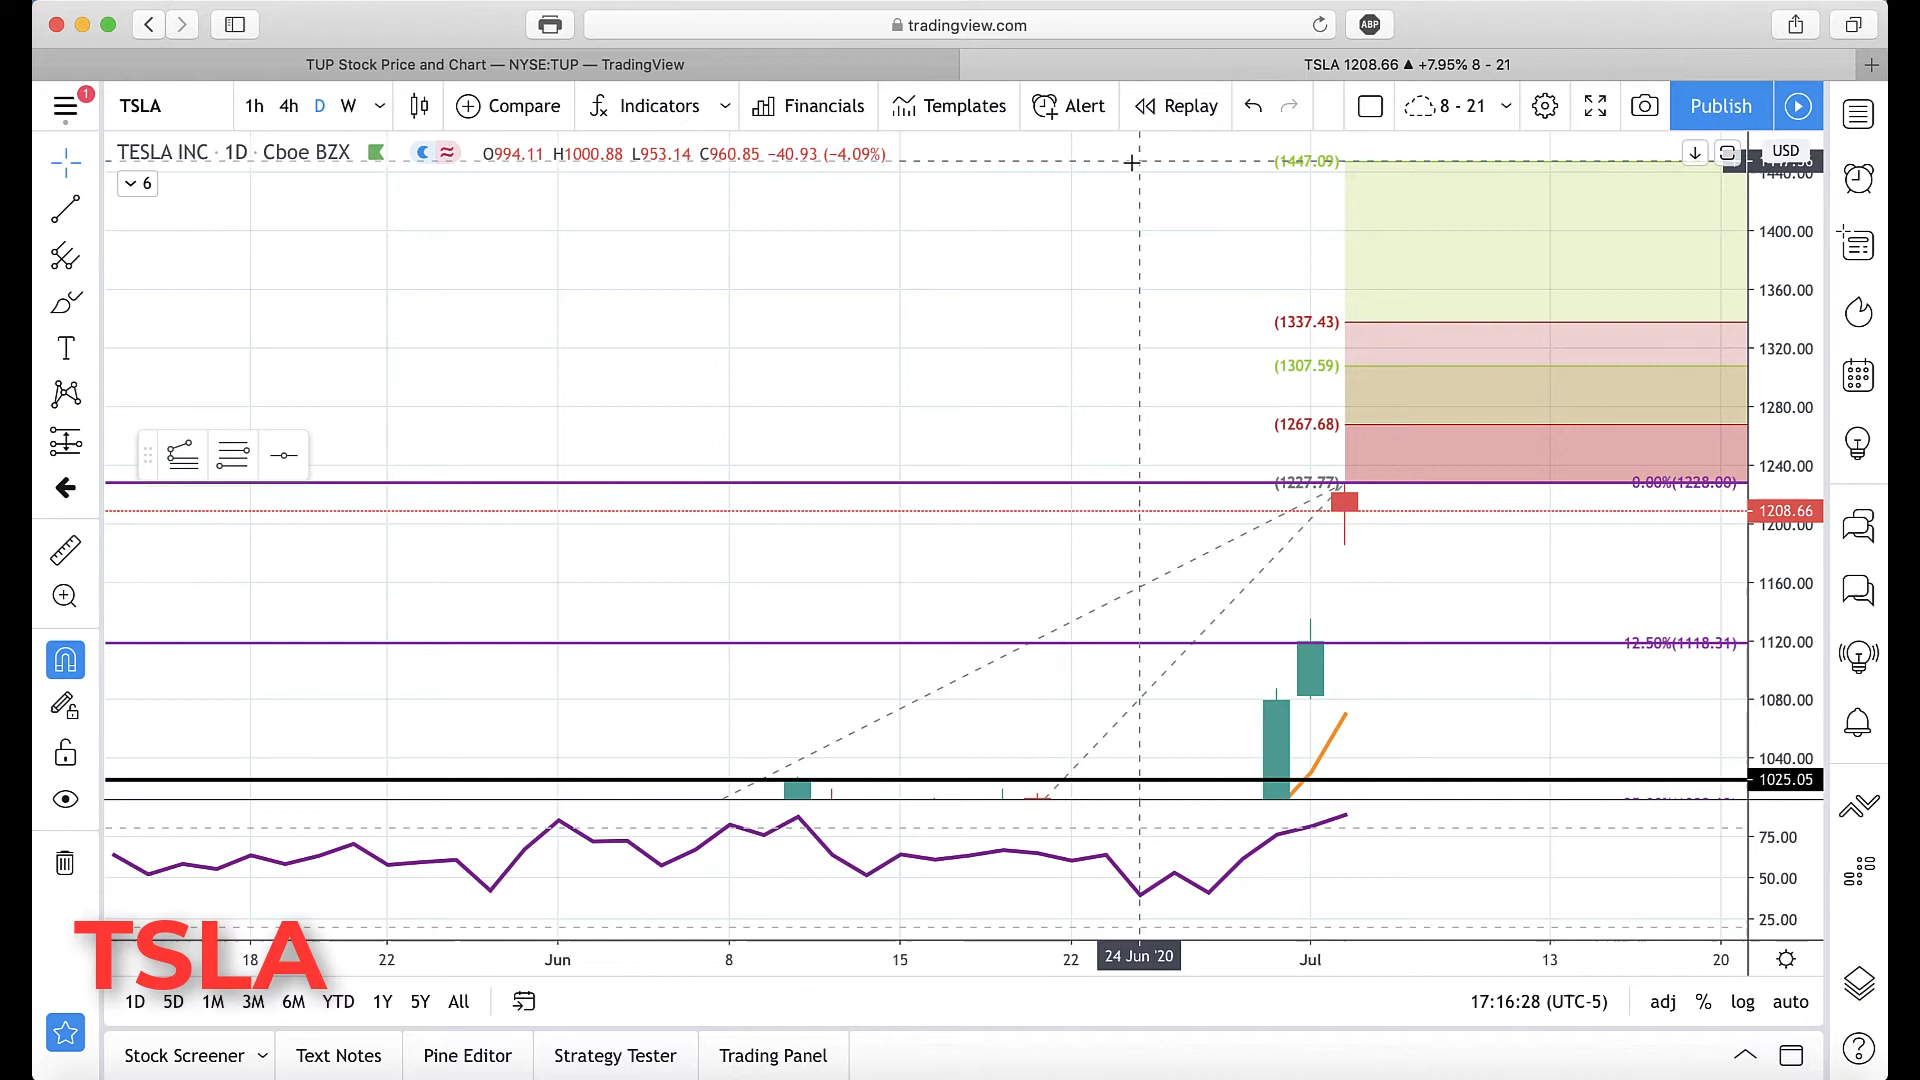 tradingview.com
ABP
TUP Stock Price and Chart — NYSE:TUP — TradingView
TSLA 1208.66 ▲ +7.95% 8 - 21
1
TSLA 1h 4h D W Compare Indicators Financials Templates Alert Replay 8 - 21 Publish
TESLA INC · 1D · Cboe BZX O994.11 H1000.88 L953.14 C960.85 −40.93 (−4.09%)
USD
(1447.09)
6
1440.00
1400.00
1360.00
(1337.43)
1320.00
(1307.59)
1280.00
(1267.68)
1240.00
(1227.77)
0.00%(1228.00)
1208.66
1200.00
1160.00
12.50%(1118.31)
1120.00
1080.00
1040.00
1025.05
75.00
50.00
25.00
18 22 Jun 8 15 22 24 Jun '20 Jul 13 20
TSLA
1D 5D 1M 3M 6M YTD 1Y 5Y All
17:16:28 (UTC-5) adj % log auto
Stock Screener Text Notes Pine Editor Strategy Tester Trading Panel